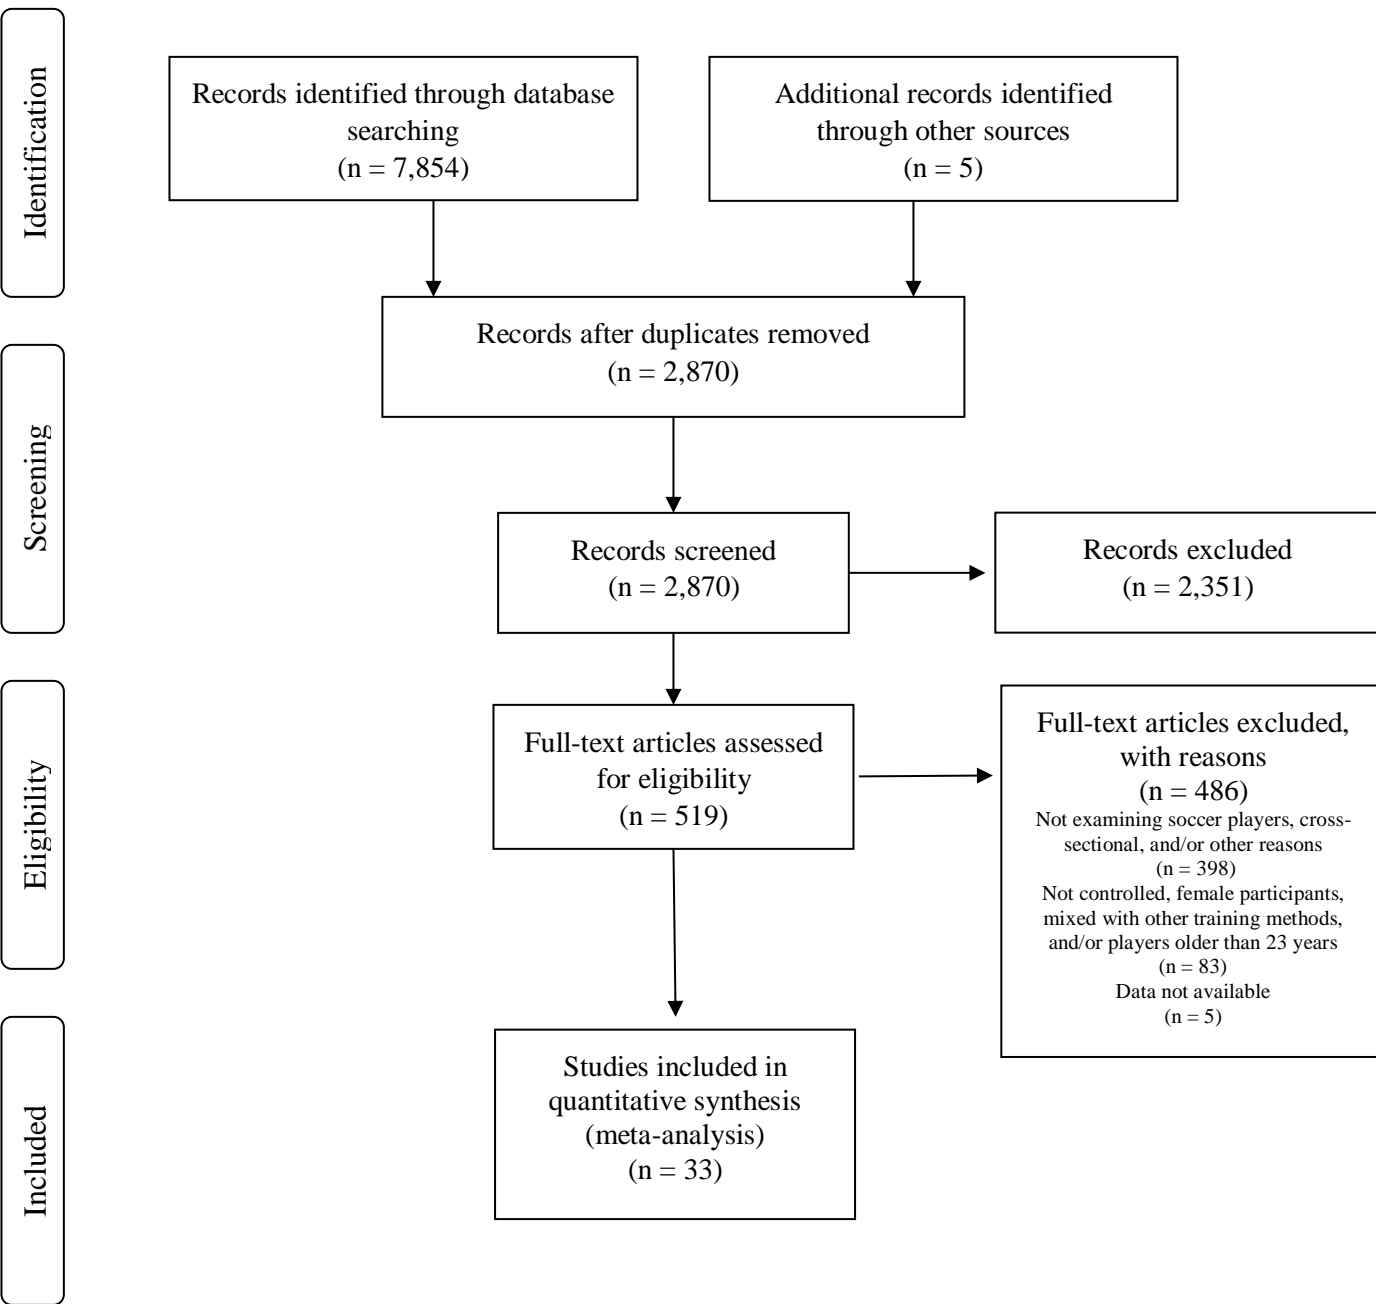 Identification
Records identified through database
searching
(n = 7,854)
Additional records identified
through other sources
(n = 5)
Records after duplicates removed
(n = 2,870)
Screening
Records screened
(n = 2,870)
Records excluded
(n = 2,351)
Eligibility
Full-text articles assessed
for eligibility
(n = 519)
Full-text articles excluded,
with reasons
(n = 486)
Not examining soccer players, cross-
sectional, and/or other reasons
(n = 398)
Not controlled, female participants,
mixed with other training methods,
and/or players older than 23 years
(n = 83)
Data not available
(n = 5)
Included
Studies included in
quantitative synthesis
(meta-analysis)
(n = 33)